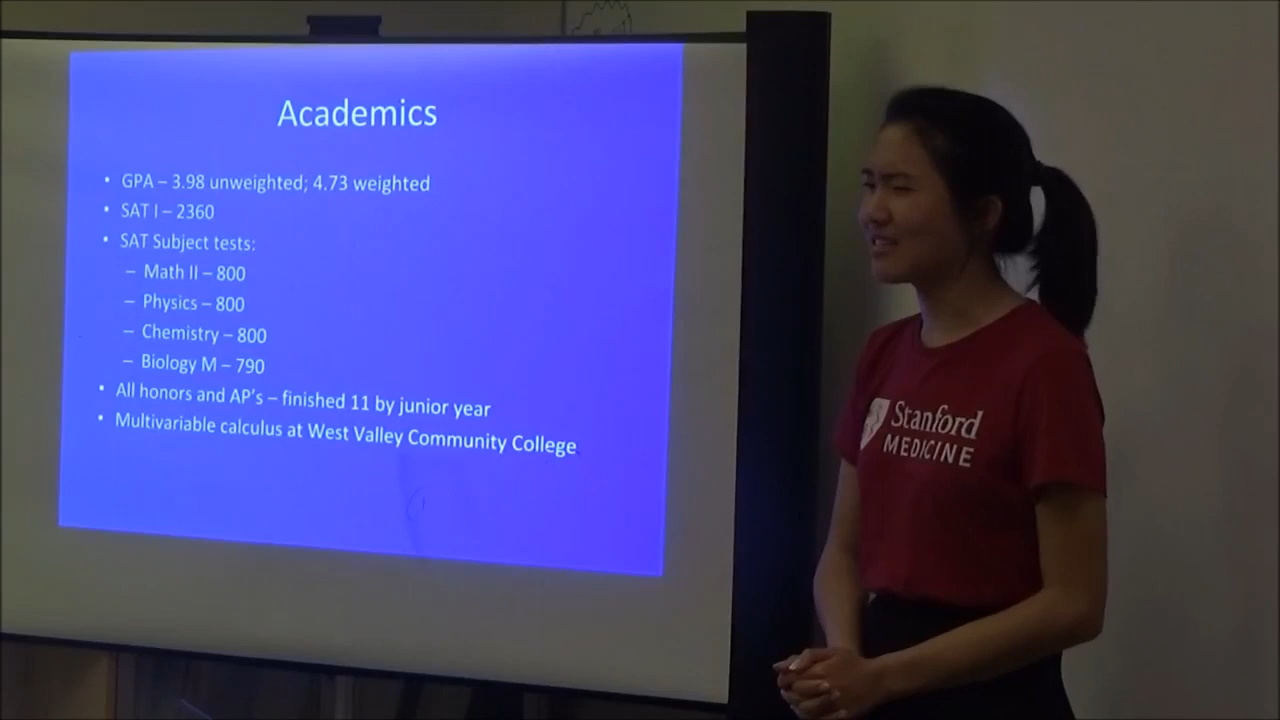 Academics
• GPA – 3.98 unweighted; 4.73 weighted
• SAT I – 2360
• SAT Subject tests:
– Math II – 800
– Physics – 800
– Chemistry – 800
– Biology M – 790
• All honors and AP's – finished 11 by junior year
• Multivariable calculus at West Valley Community College
Stanford
MEDICINE